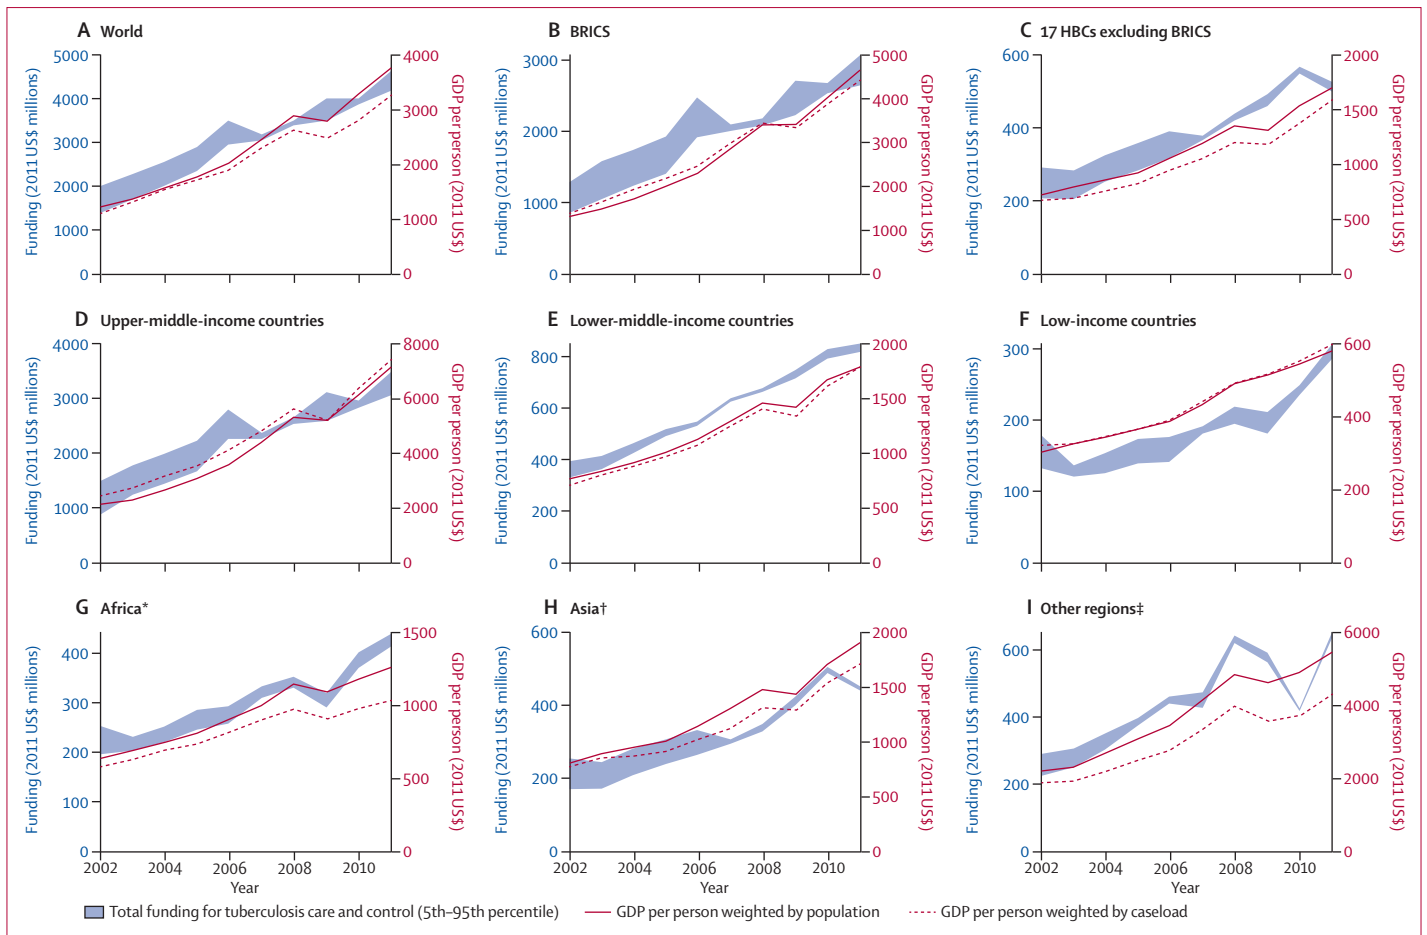 A World
B BRICS
C 17 HBCs excluding BRICS
Funding (2011 US$ millions)
5000
4000
3000
2000
1000
0
4000
3000
2000
1000
0
GDP per person (2011 US$)
Funding (2011 US$ millions)
3000
2000
1000
0
5000
4000
3000
2000
1000
0
GDP per person (2011 US$)
Funding (2011 US$ millions)
600
400
200
0
2000
1500
1000
500
0
GDP per person (2011 US$)
D Upper-middle-income countries
E Lower-middle-income countries
F Low-income countries
Funding (2011 US$ millions)
4000
3000
2000
1000
0
8000
6000
4000
2000
0
GDP per person (2011 US$)
Funding (2011 US$ millions)
800
600
400
200
0
2000
1500
1000
500
0
GDP per person (2011 US$)
Funding (2011 US$ millions)
300
200
100
0
600
400
200
0
GDP per person (2011 US$)
G Africa*
H Asia†
I Other regions‡
Funding (2011 US$ millions)
400
300
200
100
0
1500
1000
500
0
GDP per person (2011 US$)
2002 2004 2006 2008 2010
Year
Funding (2011 US$ millions)
600
400
200
0
2000
1500
1000
500
0
GDP per person (2011 US$)
2002 2004 2006 2008 2010
Year
Funding (2011 US$ millions)
600
400
200
0
6000
4000
2000
0
GDP per person (2011 US$)
2002 2004 2006 2008 2010
Year
Total funding for tuberculosis care and control (5th–95th percentile)
GDP per person weighted by population
GDP per person weighted by caseload